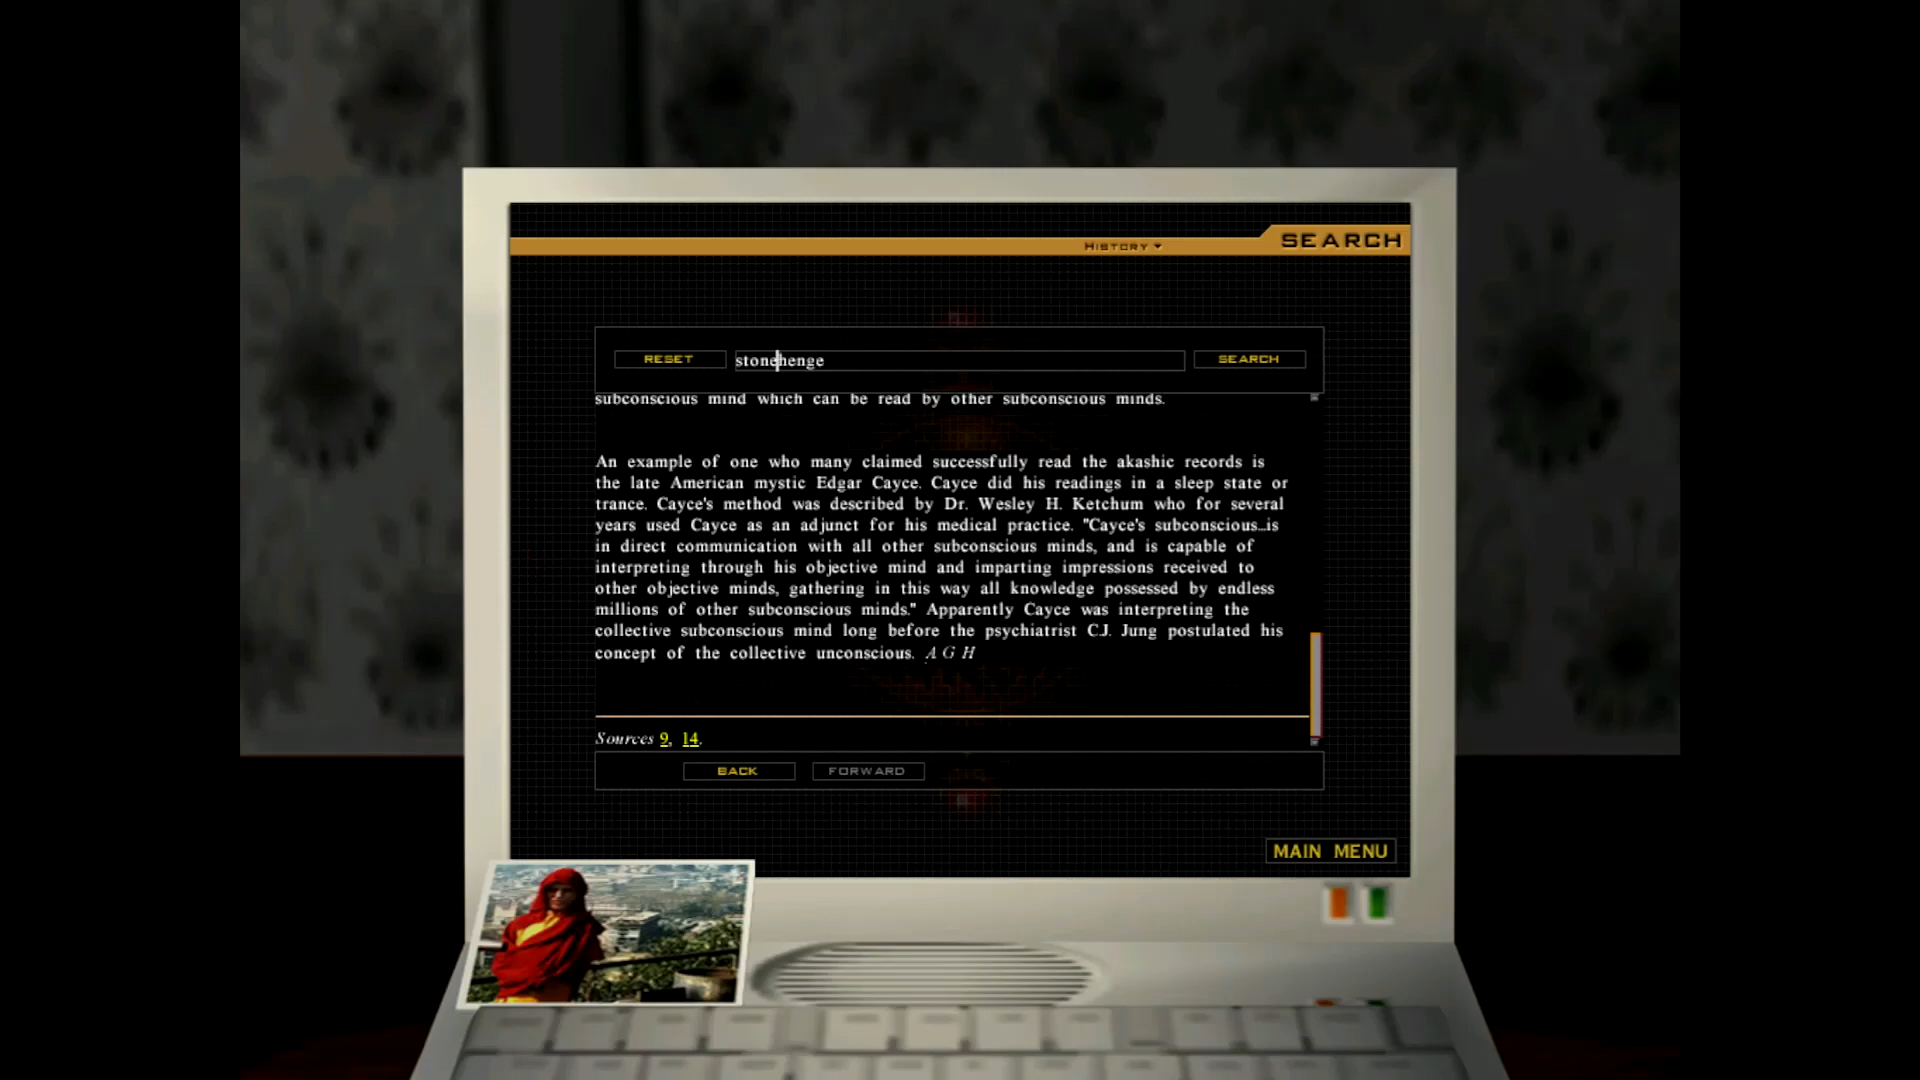 HISTORY
SEARCH
RESET
stonehenge
SEARCH
subconscious mind which can be read by other subconscious minds.
An example of one who many claimed successfully read the akashic records is
the late American mystic Edgar Cayce. Cayce did his readings in a sleep state or
trance. Cayce's method was described by Dr. Wesley H. Ketchum who for several
years used Cayce as an adjunct for his medical practice. "Cayce's subconscious...is
in direct communication with all other subconscious minds, and is capable of
interpreting through his objective mind and imparting impressions received to
other objective minds, gathering in this way all knowledge possessed by endless
millions of other subconscious minds." Apparently Cayce was interpreting the
collective subconscious mind long before the psychiatrist C.J. Jung postulated his
concept of the collective unconscious. A G H
Sources 9, 14.
BACK
FORWARD
MAIN MENU